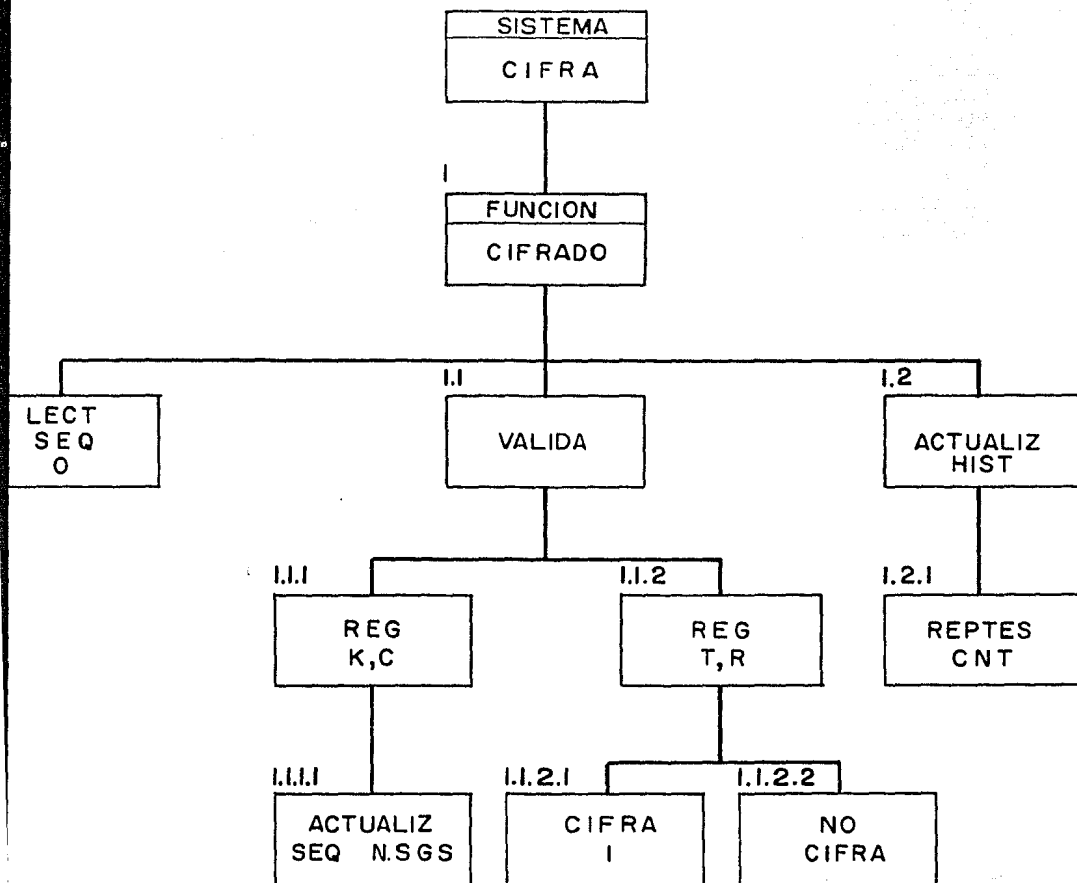 SISTEMA
CIFRA
1
FUNCION
CIFRADO
1.1
1.2
LECT
SEQ
0
VALIDA
ACTUALIZ
HIST
1.1.1
1.1.2
1.2.1
REG
K,C
REG
T,R
REPTES
CNT
1.1.1.1
1.1.2.1
1.1.2.2
ACTUALIZ
SEQ N.SGS
CIFRA
1
NO
CIFRA